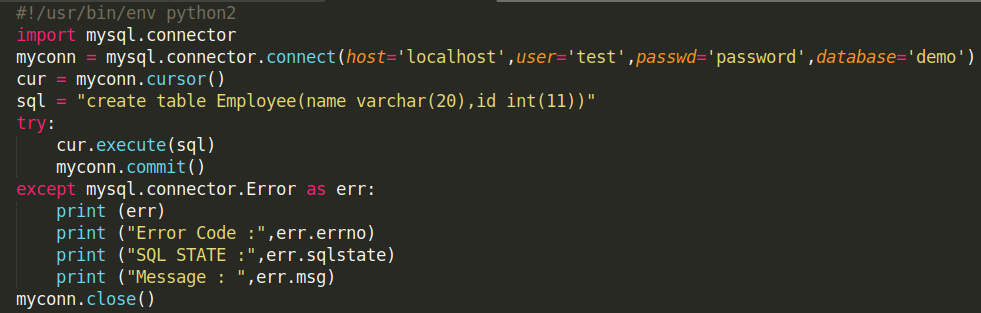 #!/usr/bin/env python2
import mysql.connector
myconn = mysql.connector.connect(host='localhost',user='test',passwd='password',database='demo')
cur = myconn.cursor()
sql = "create table Employee(name varchar(20),id int(11))"
try:
    cur.execute(sql)
    myconn.commit()
except mysql.connector.Error as err:
    print (err)
    print ("Error Code :",err.errno)
    print ("SQL STATE :",err.sqlstate)
    print ("Message : ",err.msg)
myconn.close()